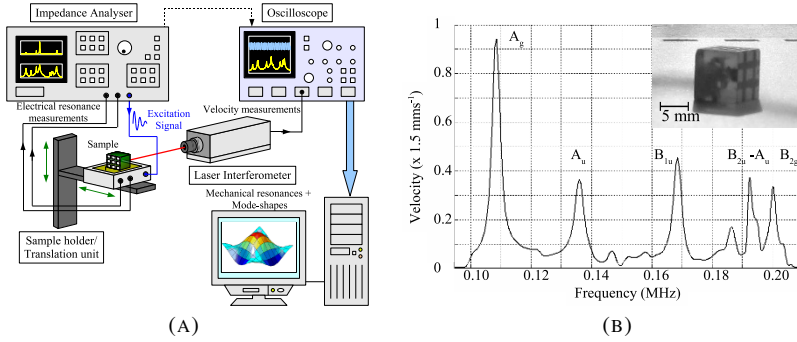 Impedance Analyser
Oscilloscope
Electrical resonance
measurements
Excitation
Signal
Velocity measurements
Sample
Laser Interferometer
Mechanical resonances +
Mode-shapes
Sample holder/
Translation unit
(A)
1
0.8
0.6
0.4
0.2
0
Velocity (x 1.5 mms⁻¹)
A_g
A_u
B_1u
B_2u -A_u
B_2g
5 mm
0.10
0.12
0.14
0.16
0.18
0.20
Frequency (MHz)
(B)